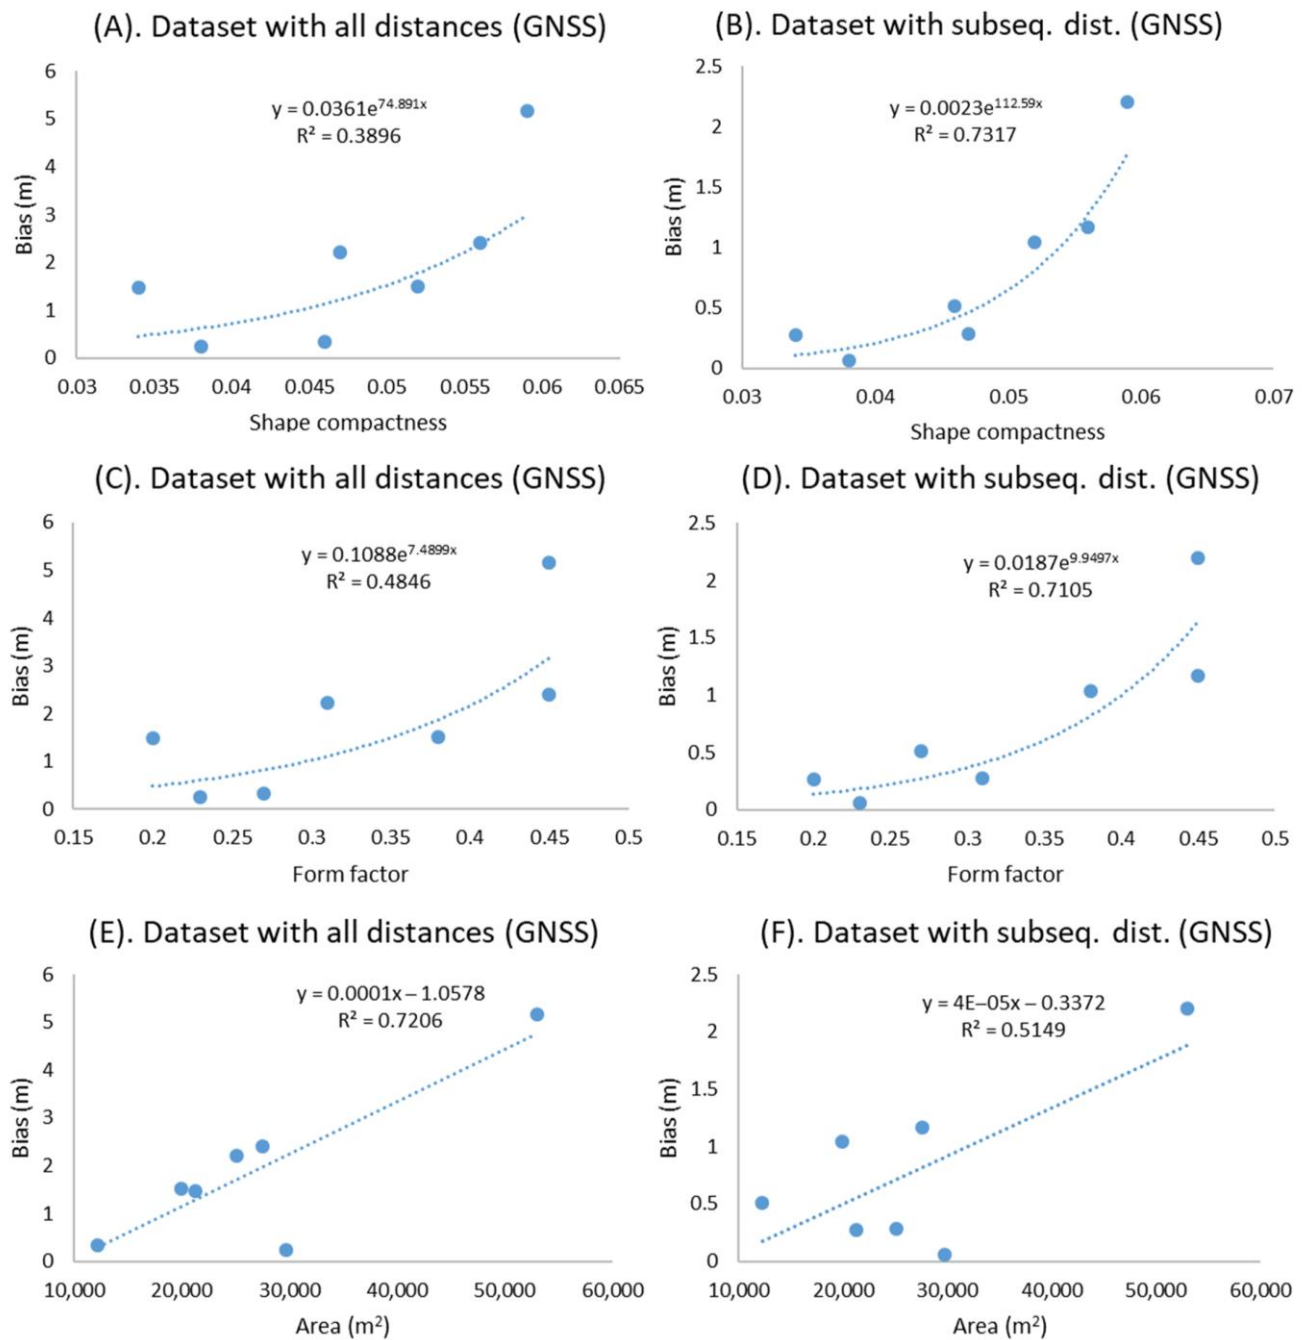 (A). Dataset with all distances (GNSS)
6
5
4
3
2
1
0
Bias (m)
y = 0.0361e^74.891x
R² = 0.3896
0.03 0.035 0.04 0.045 0.05 0.055 0.06 0.065
Shape compactness
(B). Dataset with subseq. dist. (GNSS)
2.5
2
1.5
1
0.5
0
Bias (m)
y = 0.0023e^112.59x
R² = 0.7317
0.03 0.04 0.05 0.06 0.07
Shape compactness
(C). Dataset with all distances (GNSS)
6
5
4
3
2
1
0
Bias (m)
y = 0.1088e^7.4899x
R² = 0.4846
0.15 0.2 0.25 0.3 0.35 0.4 0.45 0.5
Form factor
(D). Dataset with subseq. dist. (GNSS)
2.5
2
1.5
1
0.5
0
Bias (m)
y = 0.0187e^9.9497x
R² = 0.7105
0.15 0.2 0.25 0.3 0.35 0.4 0.45 0.5
Form factor
(E). Dataset with all distances (GNSS)
6
5
4
3
2
1
0
Bias (m)
y = 0.0001x – 1.0578
R² = 0.7206
10,000 20,000 30,000 40,000 50,000 60,000
Area (m²)
(F). Dataset with subseq. dist. (GNSS)
2.5
2
1.5
1
0.5
0
Bias (m)
y = 4E–05x – 0.3372
R² = 0.5149
10,000 20,000 30,000 40,000 50,000 60,000
Area (m²)